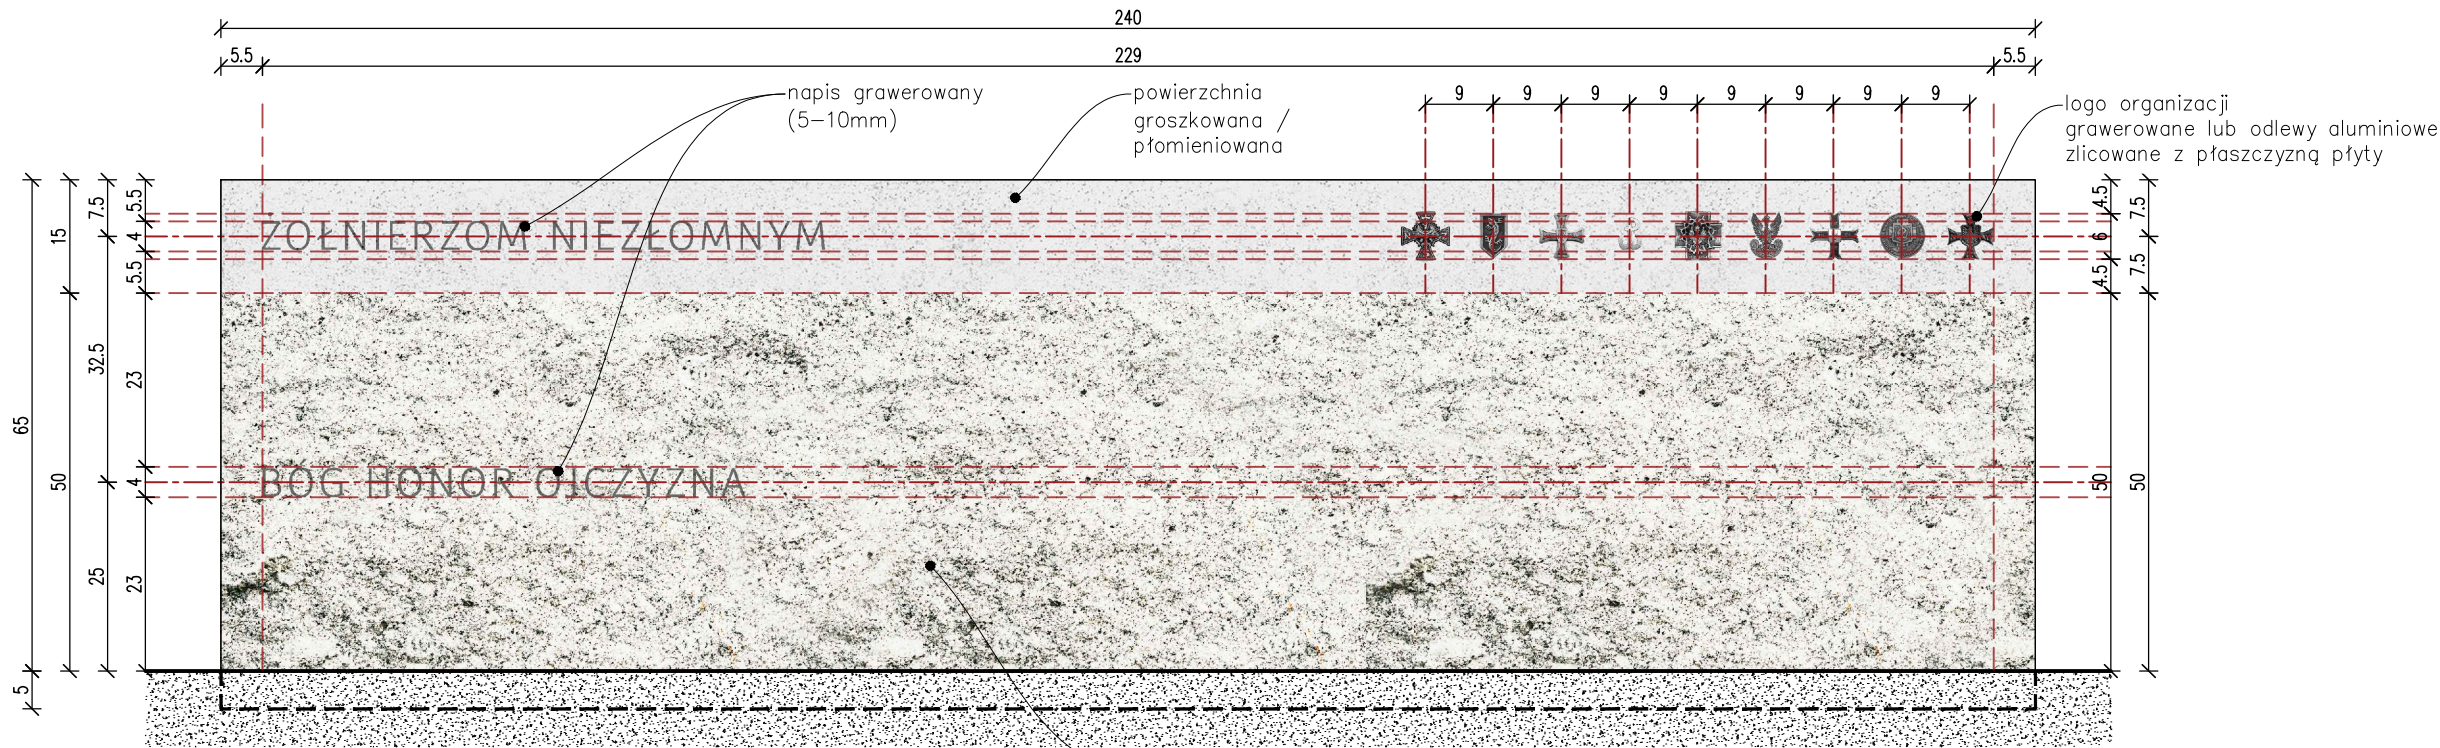 240
5.5 229 5.5
napis grawerowany
(5-10mm)
powierzchnia
groszkowana /
płomieniowana
9 9 9 9 9 9 9 9
logo organizacji
grawerowane lub odlewy aluminiowe
zlicowane z płaszczyzną płyty
65 5
15 50
7.5 32.5 25
5.5 4 5.5 23 4 23
ŻOŁNIERZOM NIEZŁOMNYM
BÓG HONOR OJCZYZNA
4.5 6 4.5 50
7.5 7.5 50